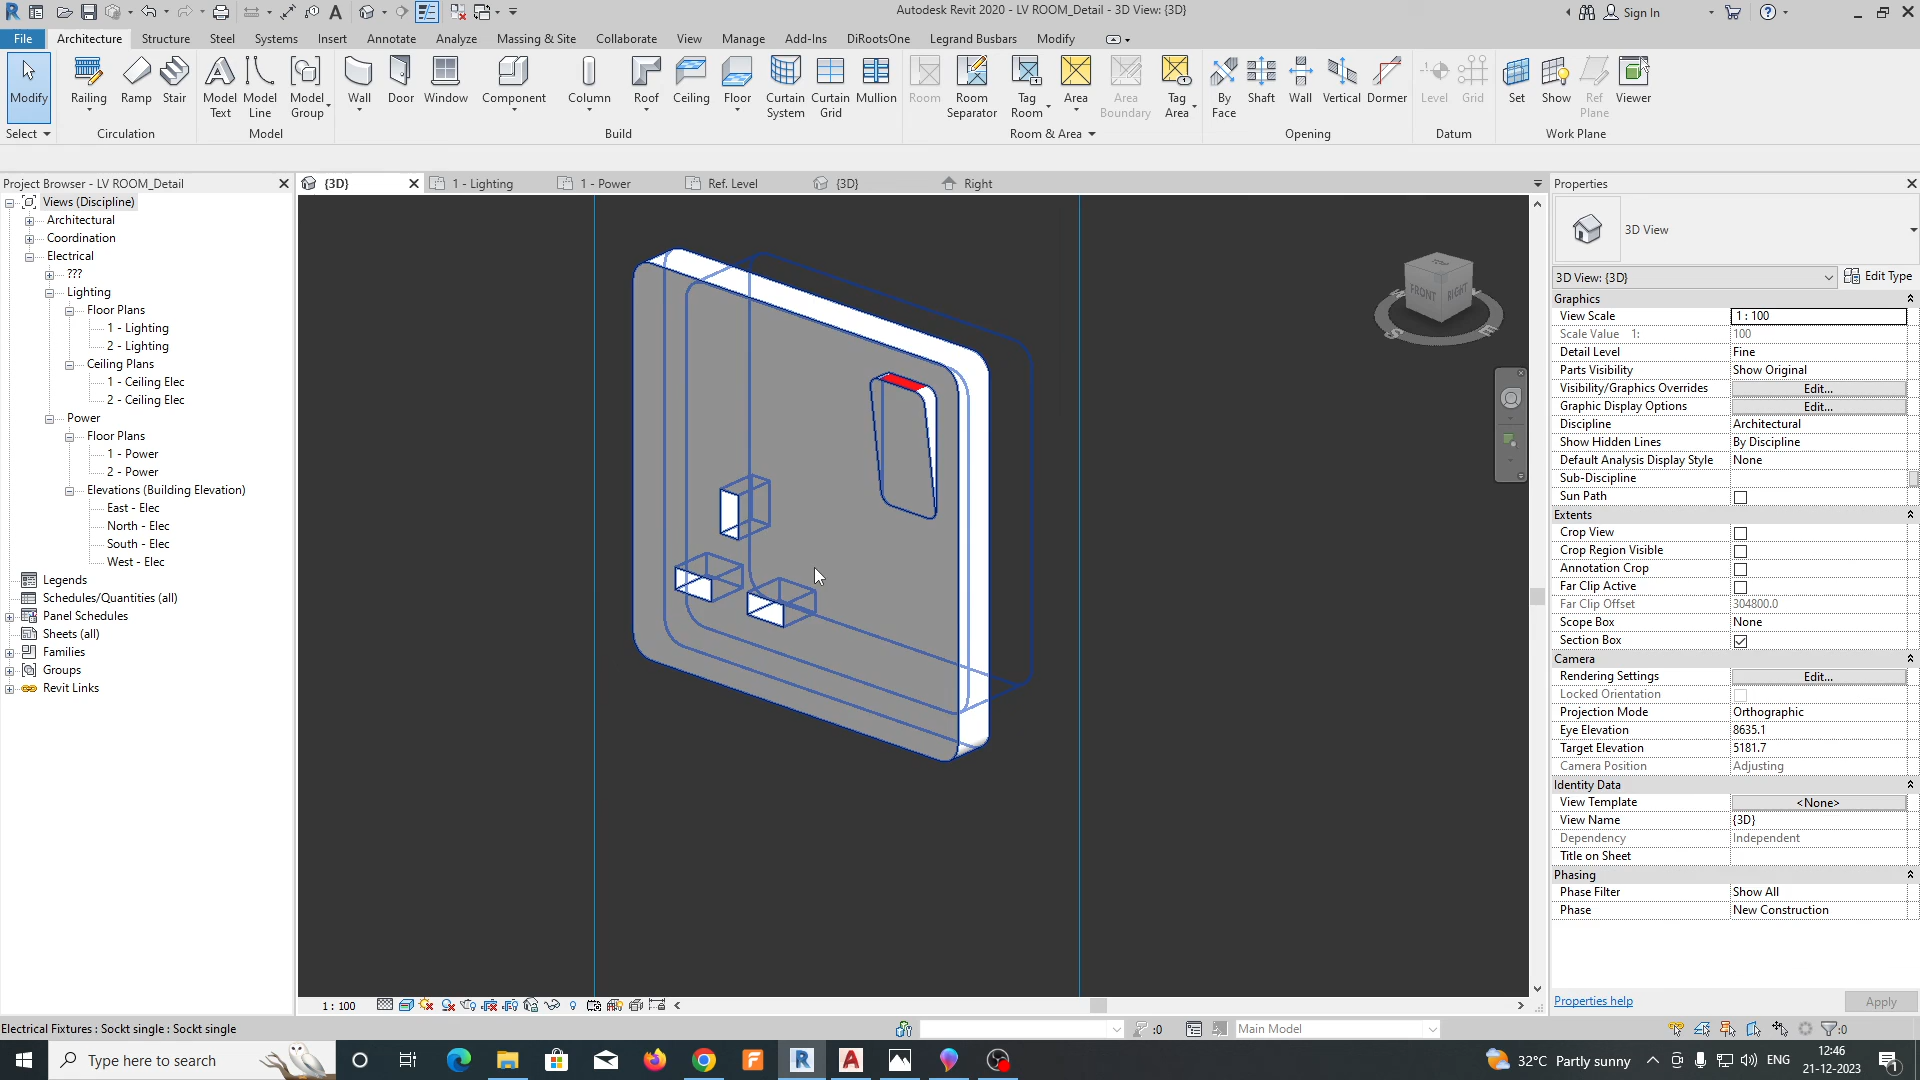 Autodesk Revit 2020 - LV ROOM_Detail - 3D View: {3D}
Sign In
File Architecture Structure Steel Systems Insert Annotate Analyze Massing & Site Collaborate View Manage Add-Ins DiRootsOne Legrand Busbars Modify
Modify Railing Ramp Stair Model Text Model Line Model Group Wall Door Window Component Column Roof Ceiling Floor Curtain System Curtain Grid Mullion Room Room Separator Tag Room Area Area Boundary Tag Area By Face Shaft Wall Vertical Dormer Level Grid Set Show Ref Plane Viewer
Select Circulation Model Build Room & Area Opening Datum Work Plane
Project Browser - LV ROOM_Detail
Views (Discipline)
Architectural
Coordination
Electrical
???
Lighting
Floor Plans
1 - Lighting
2 - Lighting
Ceiling Plans
1 - Ceiling Elec
2 - Ceiling Elec
Power
Floor Plans
1 - Power
2 - Power
Elevations (Building Elevation)
East - Elec
North - Elec
South - Elec
West - Elec
Legends
Schedules/Quantities (all)
Panel Schedules
Sheets (all)
Families
Groups
Revit Links
{3D} 1 - Lighting 1 - Power Ref. Level {3D} Right
TOP
FRONT
RIGHT
S
E
1 : 100
Properties
3D View
3D View: {3D} Edit Type
Graphics
View Scale 1 : 100
Scale Value 1: 100
Detail Level Fine
Parts Visibility Show Original
Visibility/Graphics Overrides Edit...
Graphic Display Options Edit...
Discipline Architectural
Show Hidden Lines By Discipline
Default Analysis Display Style None
Sub-Discipline
Sun Path
Extents
Crop View
Crop Region Visible
Annotation Crop
Far Clip Active
Far Clip Offset 304800.0
Scope Box None
Section Box
Camera
Rendering Settings Edit...
Locked Orientation
Projection Mode Orthographic
Eye Elevation 8635.1
Target Elevation 5181.7
Camera Position Adjusting
Identity Data
View Template <None>
View Name {3D}
Dependency Independent
Title on Sheet
Phasing
Phase Filter Show All
Phase New Construction
Properties help Apply
Electrical Fixtures : Sockt single : Sockt single
:0 Main Model :0
Type here to search
32°C Partly sunny
ENG
12:46
21-12-2023
1